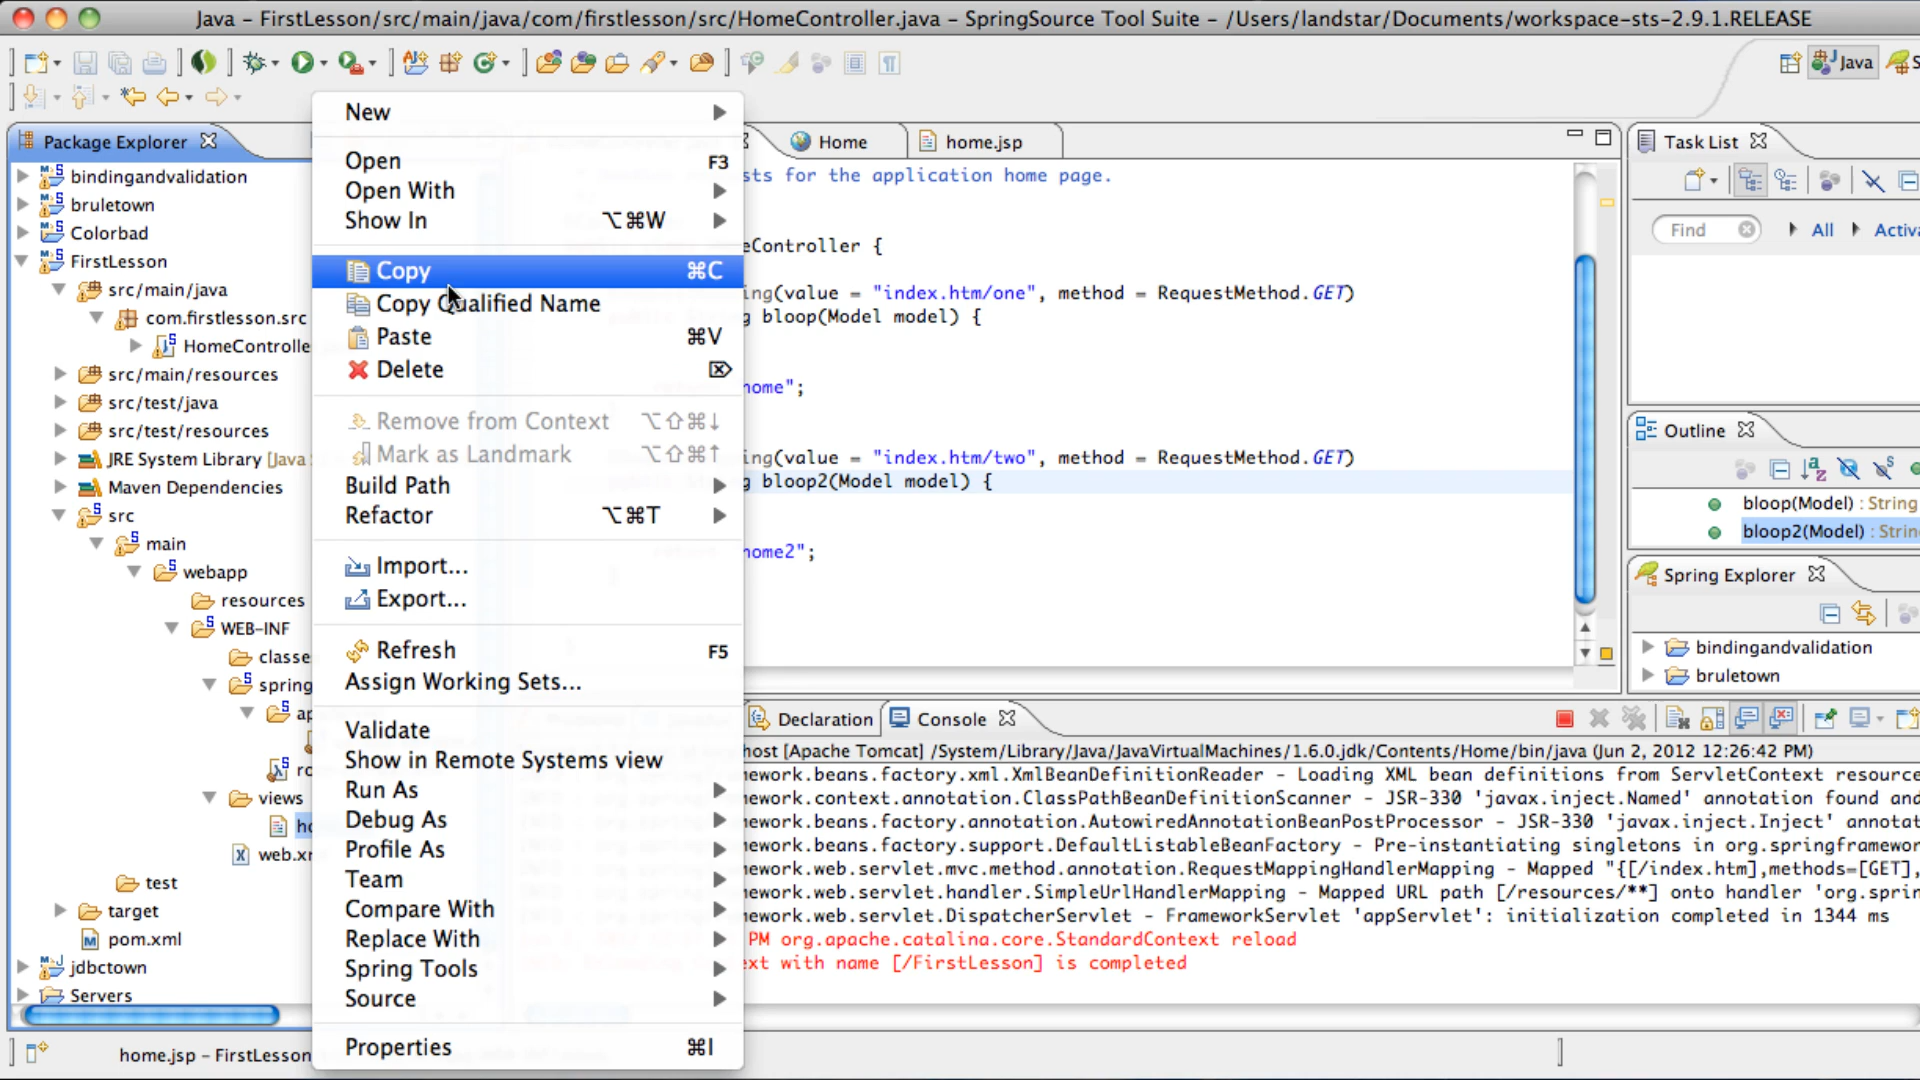 Java – FirstLesson/src/main/java/com/firstlesson/src/HomeController.java – SpringSource Tool Suite – /Users/landstar/Documents/workspace-sts-2.9.1.RELEASE
Java
Package Explorer
bindingandvalidation
bruletown
Colorbad
FirstLesson
src/main/java
com.firstlesson.src
HomeControlle
src/main/resources
src/test/java
src/test/resources
JRE System Library [Java
Maven Dependencies
src
main
webapp
resources
WEB-INF
classe
spring
ap
ro
views
ho
web.xm
test
target
pom.xml
jdbctown
Servers
home.jsp – FirstLesson
New
Open F3
Open With
Show In ⌥⌘W
Copy ⌘C
Copy Qualified Name
Paste ⌘V
Delete ⌦
Remove from Context ⌥⇧⌘↓
Mark as Landmark ⌥⇧⌘↑
Build Path
Refactor ⌥⌘T
Import...
Export...
Refresh F5
Assign Working Sets...
Validate
Show in Remote Systems view
Run As
Debug As
Profile As
Team
Compare With
Replace With
Spring Tools
Source
Properties ⌘I
Home
home.jsp
sts for the application home page.
eController {
ing(value = "index.htm/one", method = RequestMethod.GET)
g bloop(Model model) {
home";
ing(value = "index.htm/two", method = RequestMethod.GET)
g bloop2(Model model) {
home2";
Declaration
Console
host [Apache Tomcat] /System/Library/Java/JavaVirtualMachines/1.6.0.jdk/Contents/Home/bin/java (Jun 2, 2012 12:26:42 PM)
mework.beans.factory.xml.XmlBeanDefinitionReader - Loading XML bean definitions from ServletContext resource
mework.context.annotation.ClassPathBeanDefinitionScanner - JSR-330 'javax.inject.Named' annotation found and
mework.beans.factory.annotation.AutowiredAnnotationBeanPostProcessor - JSR-330 'javax.inject.Inject' annotat
mework.beans.factory.support.DefaultListableBeanFactory - Pre-instantiating singletons in org.springframewor
mework.web.servlet.mvc.method.annotation.RequestMappingHandlerMapping - Mapped "{[/index.htm],methods=[GET],
mework.web.servlet.handler.SimpleUrlHandlerMapping - Mapped URL path [/resources/**] onto handler 'org.sprin
mework.web.servlet.DispatcherServlet - FrameworkServlet 'appServlet': initialization completed in 1344 ms
PM org.apache.catalina.core.StandardContext reload
xt with name [/FirstLesson] is completed
Task List
Find
All
Activa
Outline
bloop(Model) : String
bloop2(Model) : Strin
Spring Explorer
bindingandvalidation
bruletown